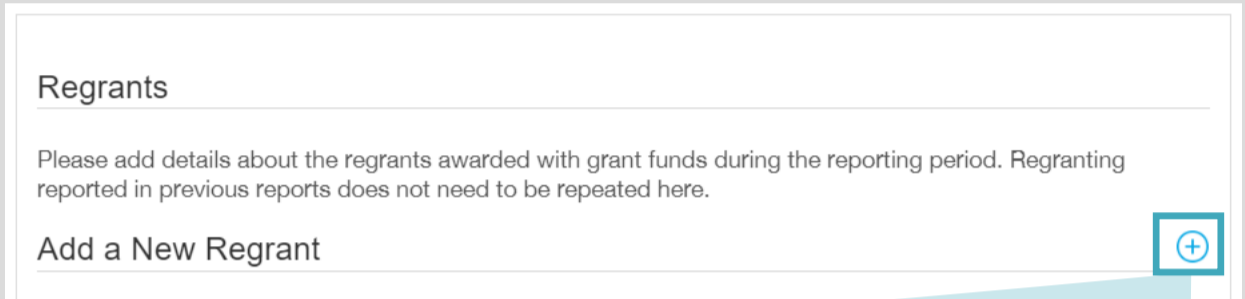 Regrants
Please add details about the regrants awarded with grant funds during the reporting period. Regranting
reported in previous reports does not need to be repeated here.
Add a New Regrant